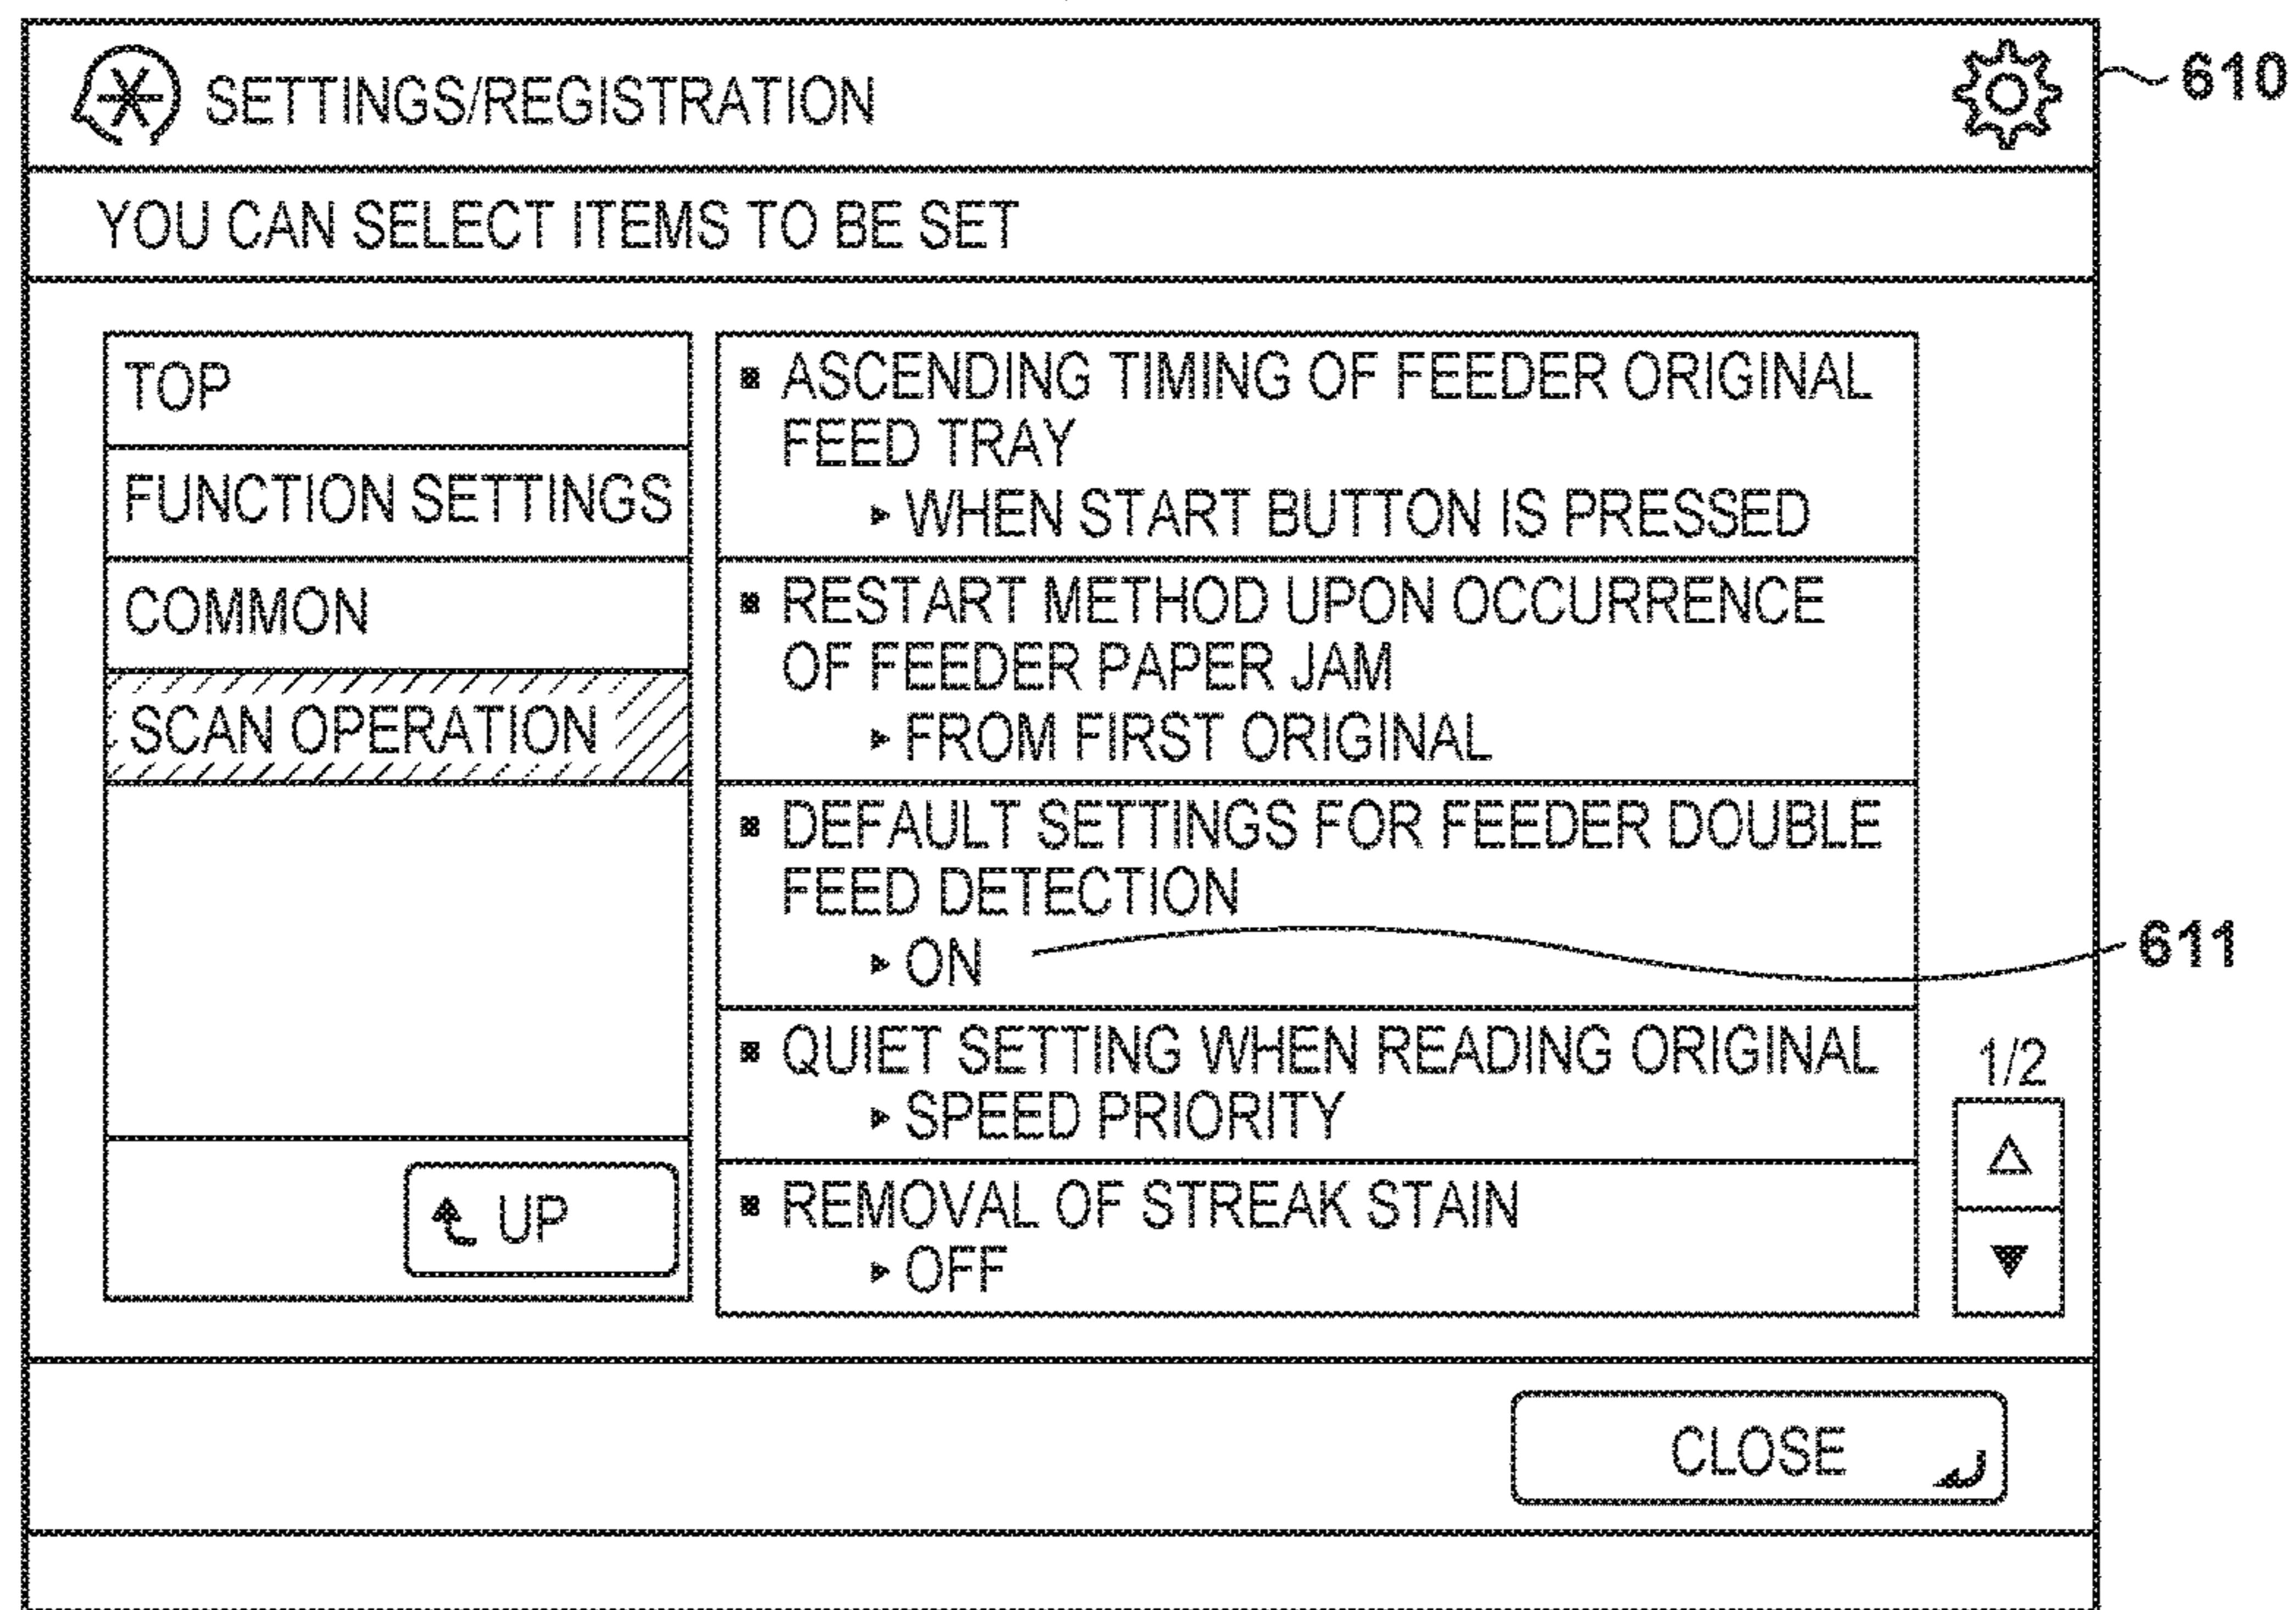 SETTINGS/REGISTRATION
610
YOU CAN SELECT ITEMS TO BE SET
TOP
FUNCTION SETTINGS
COMMON
SCAN OPERATION
UP
ASCENDING TIMING OF FEEDER ORIGINAL
FEED TRAY
WHEN START BUTTON IS PRESSED
RESTART METHOD UPON OCCURRENCE
OF FEEDER PAPER JAM
FROM FIRST ORIGINAL
DEFAULT SETTINGS FOR FEEDER DOUBLE
FEED DETECTION
ON
611
QUIET SETTING WHEN READING ORIGINAL
SPEED PRIORITY
REMOVAL OF STREAK STAIN
OFF
1/2
CLOSE